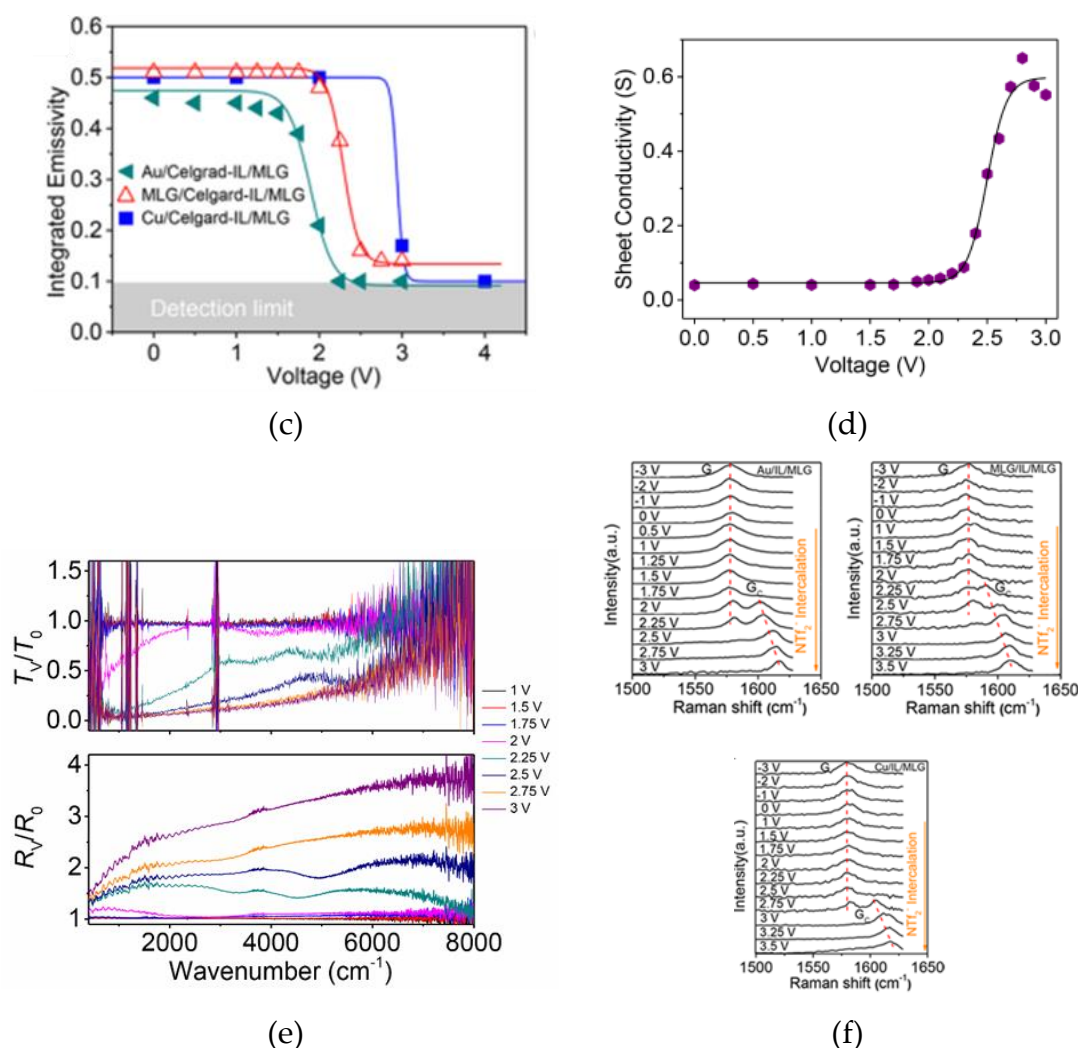 0.6
0.5
0.4
0.3
0.2
0.1
0.0
Integrated Emissivity
Au/Celgrad-IL/MLG
MLG/Celgard-IL/MLG
Cu/Celgard-IL/MLG
Detection limit
0 1 2 3 4
Voltage (V)
(c)
0.6
0.4
0.2
0.0
Sheet Conductivity (S)
0.0 0.5 1.0 1.5 2.0 2.5 3.0
Voltage (V)
(d)
1.5
1.0
0.5
0.0
Tv/T0
1 V
1.5 V
1.75 V
2 V
2.25 V
2.5 V
2.75 V
3 V
4
3
2
1
Rv/R0
2000 4000 6000 8000
Wavenumber (cm-1)
(e)
-3 V G Au/IL/MLG
-2 V
-1 V
0 V
0.5 V
1 V
1.25 V
1.5 V
1.75 V
2 V Gc
2.25 V
2.5 V
2.75 V
3 V
Intensity(a.u.)
NTf2- Intercalation
1500 1550 1600 1650
Raman shift (cm-1)
-3 V G MLG/IL/MLG
-2 V
-1 V
0 V
1 V
1.5 V
1.75 V
2 V
2.25 V Gc
2.5 V
2.75 V
3 V
3.25 V
3.5 V
Intensity(a.u.)
NTf2- Intercalation
1500 1550 1600 1650
Raman shift (cm-1)
-3 V G Cu/IL/MLG
-2 V
-1 V
0 V
1 V
1.5 V
1.75 V
2 V
2.25 V
2.5 V
2.75 V Gc
3 V
3.25 V
3.5 V
Intensity(a.u.)
NTf2- Intercalation
1500 1550 1600 1650
Raman shift (cm-1)
(f)